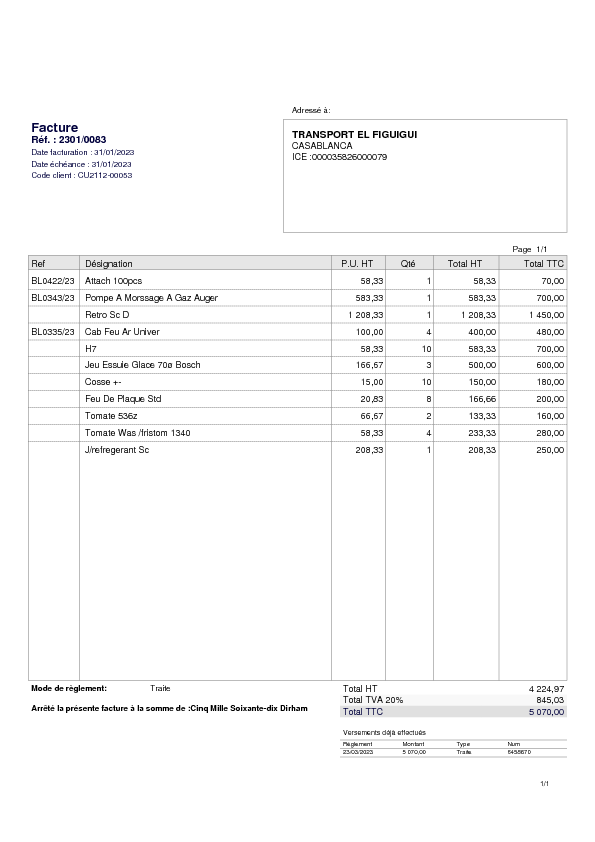 Adressé à:
Facture
Réf. : 2301/0083
Date facturation : 31/01/2023
Date échéance : 31/01/2023
Code client : CU2112-00053
TRANSPORT EL FIGUIGUI
CASABLANCA
ICE :000035826000079
Page 1/1
Ref Désignation P.U. HT Qté Total HT Total TTC
BL0422/23 Attach 100pcs 58,33 1 58,33 70,00
BL0343/23 Pompe A Morssage A Gaz Auger 583,33 1 583,33 700,00
Retro Sc D 1 208,33 1 1 208,33 1 450,00
BL0335/23 Cab Feu Ar Univer 100,00 4 400,00 480,00
H7 58,33 10 583,33 700,00
Jeu Essuie Glace 70ø Bosch 166,67 3 500,00 600,00
Cosse +- 15,00 10 150,00 180,00
Feu De Plaque Std 20,83 8 166,66 200,00
Tomate 536z 66,67 2 133,33 160,00
Tomate Was /fristom 1340 58,33 4 233,33 280,00
J/refregerant Sc 208,33 1 208,33 250,00
Mode de règlement: Traite
Arrêté la présente facture à la somme de :Cinq Mille Soixante-dix Dirham
Total HT 4 224,97
Total TVA 20% 845,03
Total TTC 5 070,00
Versements déjà effectués
Règlement Montant Type Num
23/03/2023 5 070,00 Traite 6458670
1/1